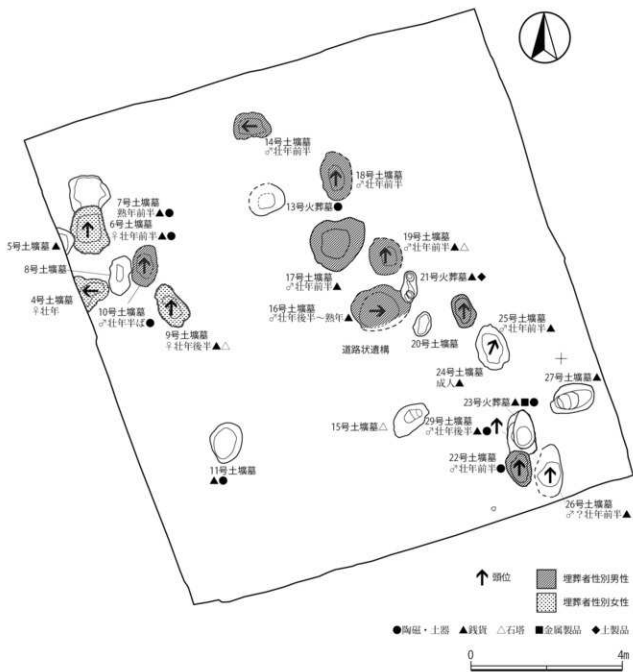 14号土壙墓
♂壮年前半
18号土壙墓
♂壮年前半
13号火葬墓●
7号土壙墓
熟年前半▲●
6号土壙墓
♀壮年前半▲●
5号土壙墓▲
8号土壙墓
4号土壙墓
♀壮年
10号土壙墓
♂壮年半ば●
9号土壙墓
♀壮年後半▲△
19号土壙墓
♂壮年前半▲△
17号土壙墓
♂壮年前半▲
21号火葬墓▲◆
16号土壙墓
♂壮年後半～熟年▲
道路状遺構
20号土壙墓
25号土壙墓
♂壮年前半▲
24号土壙墓
成人▲
27号土壙墓▲
23号火葬墓▲■●
15号土壙墓△
29号土壙墓
♂壮年後半▲●
22号土壙墓
♂壮年前半●
11号土壙墓
▲●
26号土壙墓
♂?壮年前半▲
頭位
埋葬者性別男性
埋葬者性別女性
●陶磁・土器 ▲銭貨 △石塔 ■金属製品 ◆土製品
0 4m